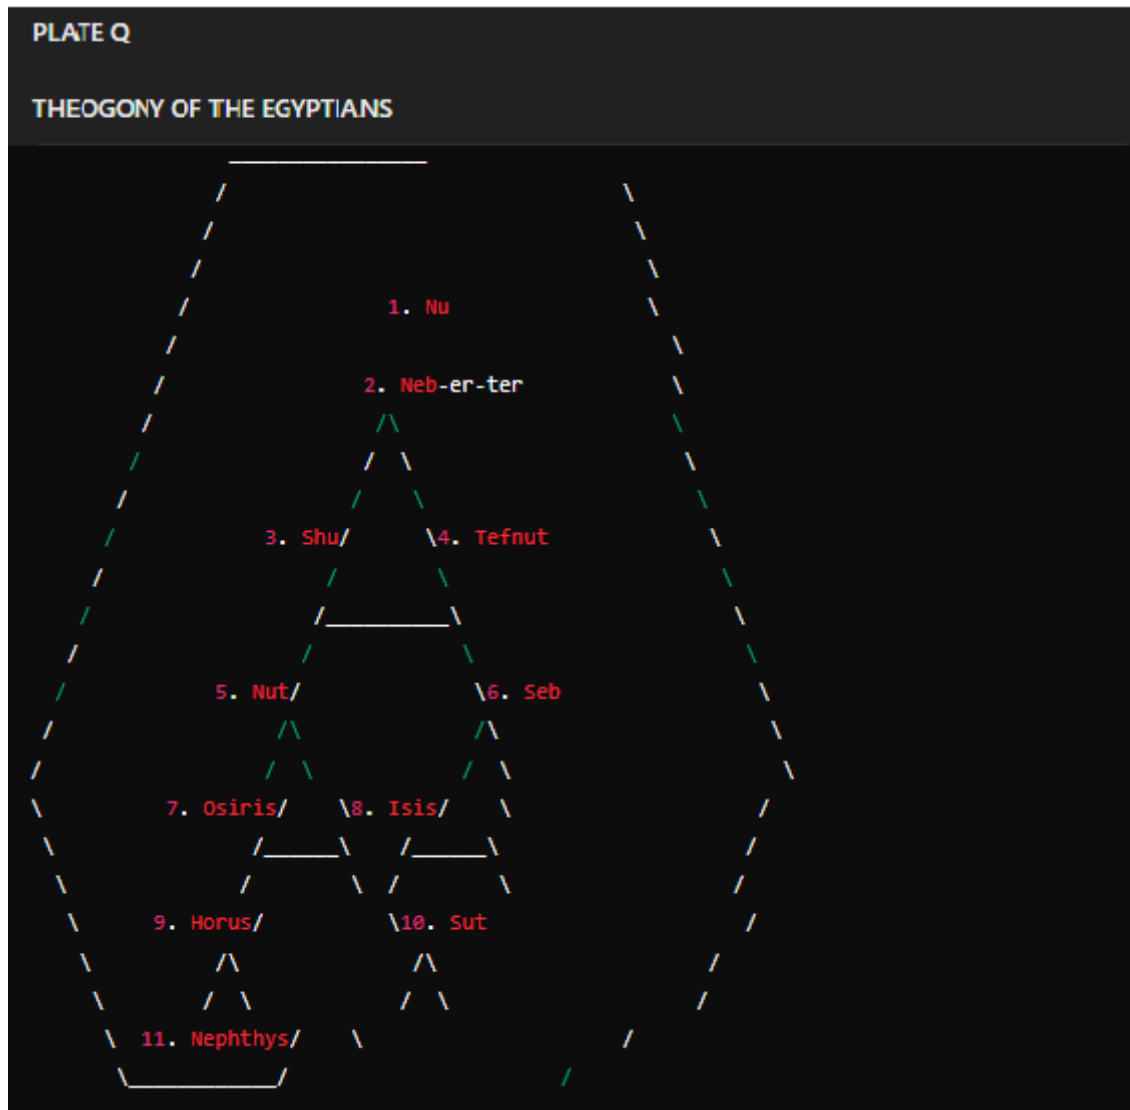 PLATE Q
THEOGONY OF THE EGYPTIANS
1. Nu
2. Neb-er-ter
3. Shu/ \4. Tefnut
5. Nut/ \6. Seb
7. Osiris/ \8. Isis/ \
9. Horus/ \10. Sut
11. Nephthys/ \